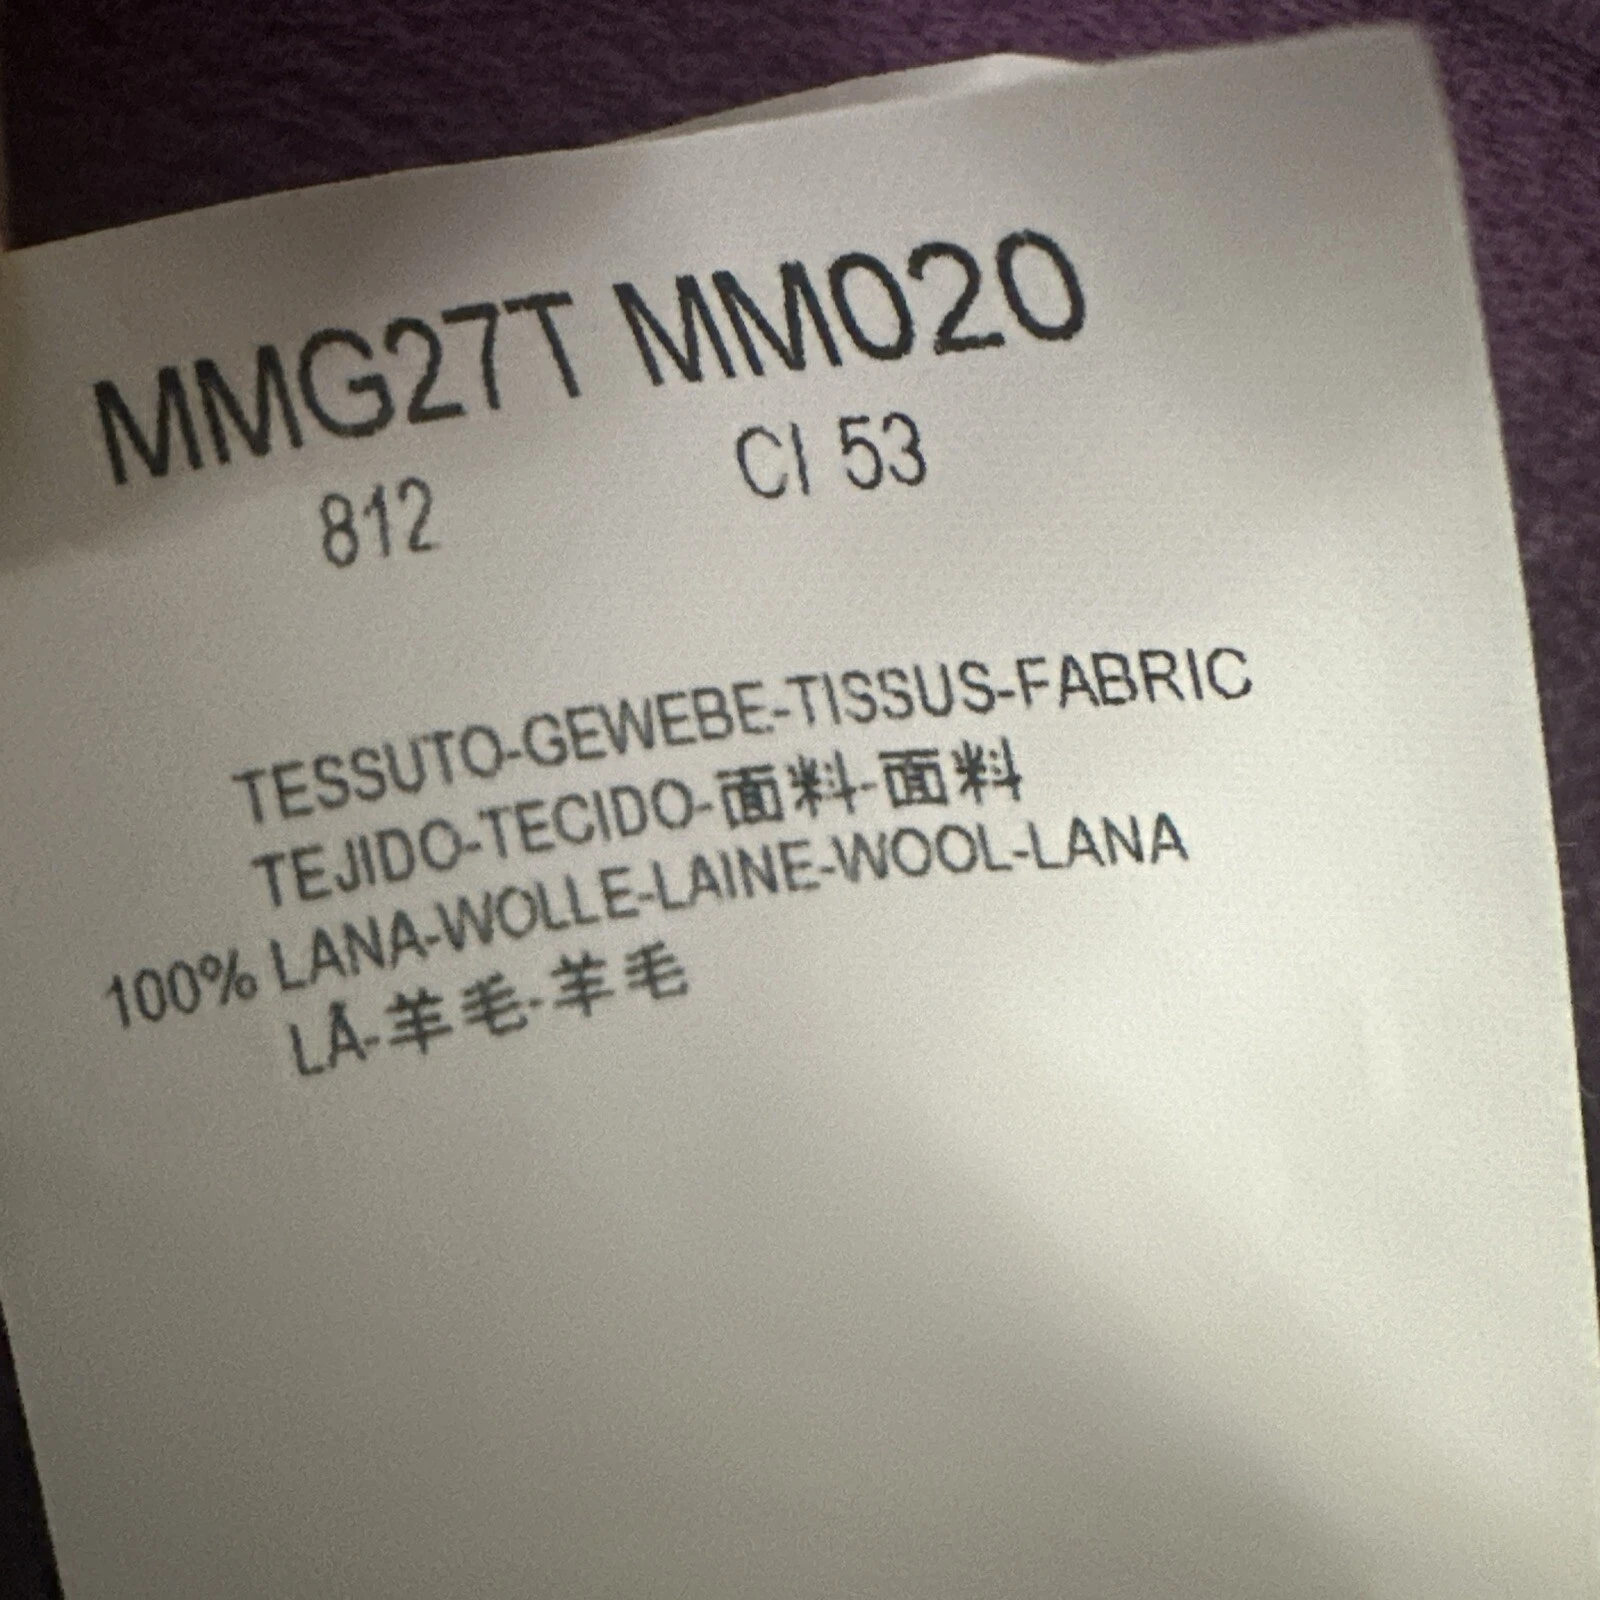 MMG27T MM020
812 CI 53
TESSUTO-GEWEBE-TISSUS-FABRIC
TEJIDO-TECIDO-面料-面料
100% LANA-WOLLE-LAINE-WOOL-LANA
LÃ-羊毛-羊毛